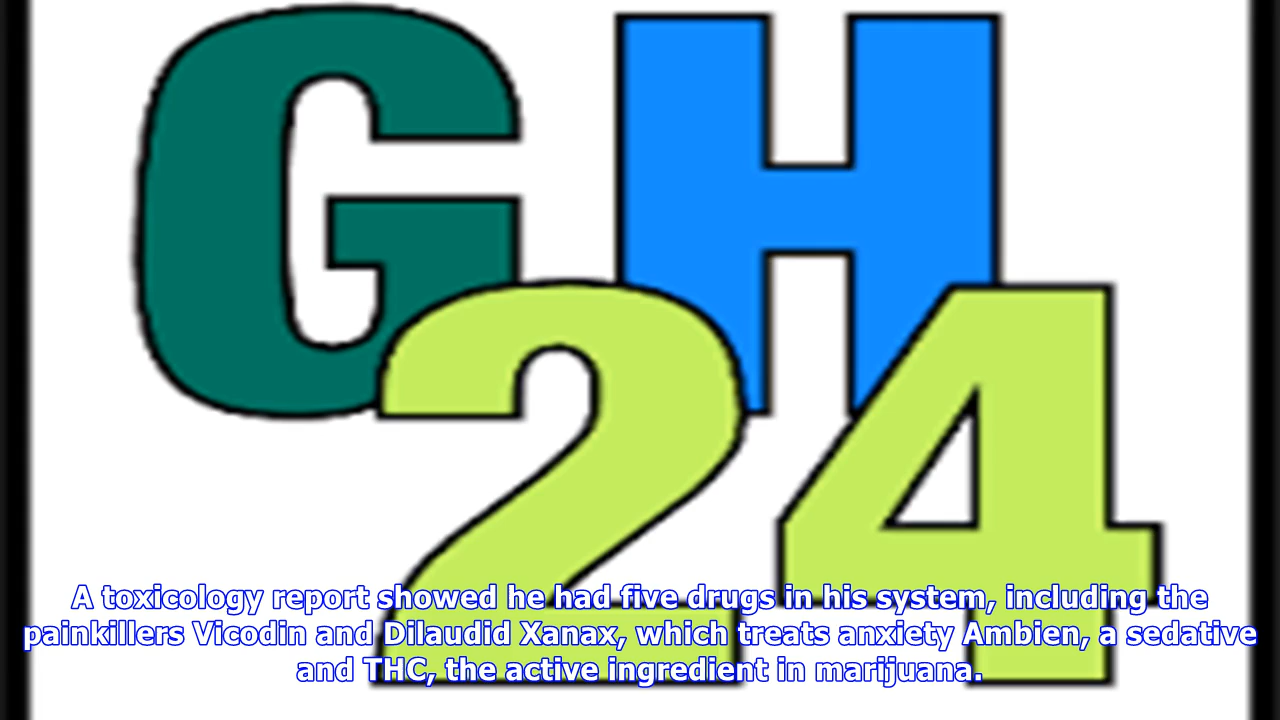 GH
24
A toxicology report showed he had five drugs in his system, including the
painkillers Vicodin and Dilaudid Xanax, which treats anxiety Ambien, a sedative
and THC, the active ingredient in marijuana.